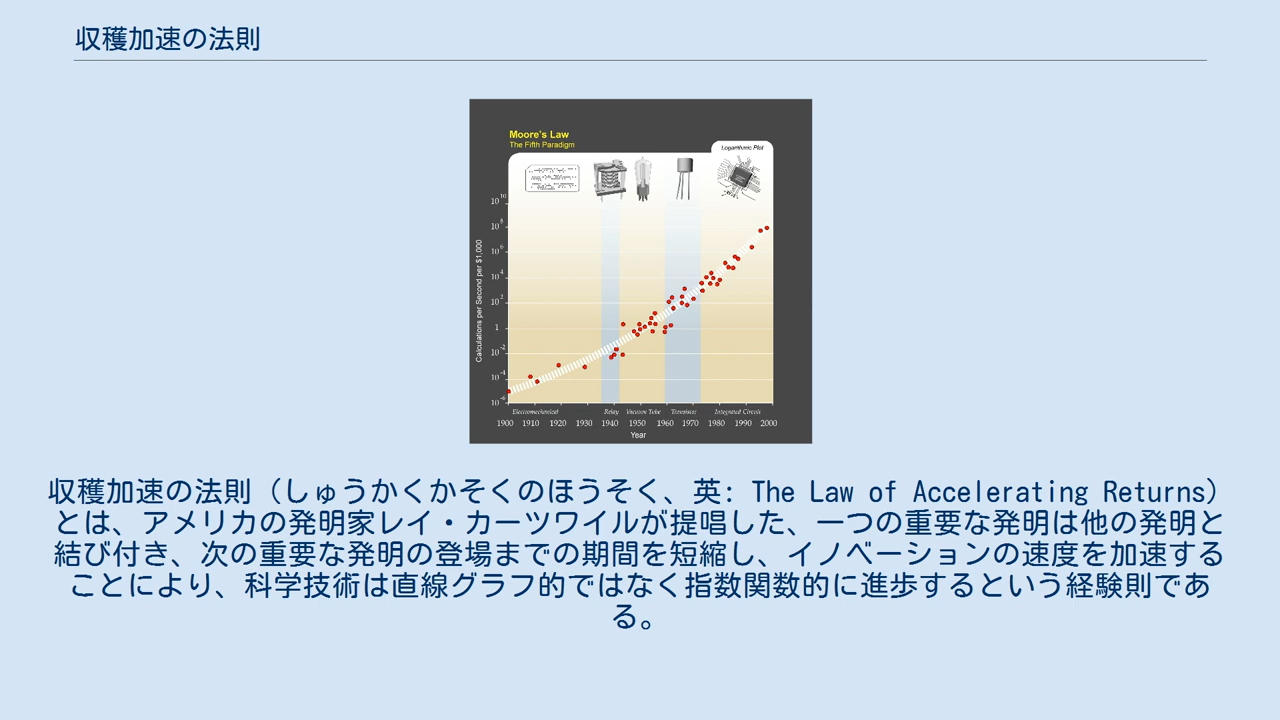 収穫加速の法則
Moore's Law
The Fifth Paradigm
Logarithmic Plot
Calculations per Second per $1,000
10^10
10^8
10^6
10^4
10^2
1
10^-2
10^-4
10^-6
Electromechanical Relay Vacuum Tube Transistor Integrated Circuit
1900 1910 1920 1930 1940 1950 1960 1970 1980 1990 2000
Year
収穫加速の法則（しゅうかくかそくのほうそく、英: The Law of Accelerating Returns）
とは、アメリカの発明家レイ・カーツワイルが提唱した、一つの重要な発明は他の発明と
結び付き、次の重要な発明の登場までの期間を短縮し、イノベーションの速度を加速する
ことにより、科学技術は直線グラフ的ではなく指数関数的に進歩するという経験則であ
る。